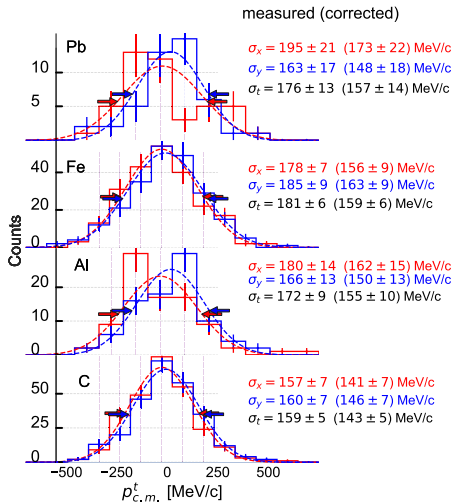 measured (corrected)
Pb
σx = 195 ± 21 (173 ± 22) MeV/c
σy = 163 ± 17 (148 ± 18) MeV/c
σt = 176 ± 13 (157 ± 14) MeV/c
10
5
0
Fe
σx = 178 ± 7 (156 ± 9) MeV/c
σy = 185 ± 9 (163 ± 9) MeV/c
σt = 181 ± 6 (159 ± 6) MeV/c
40
20
0
Counts
Al
σx = 180 ± 14 (162 ± 15) MeV/c
σy = 166 ± 13 (150 ± 13) MeV/c
σt = 172 ± 9 (155 ± 10) MeV/c
20
10
0
C
σx = 157 ± 7 (141 ± 7) MeV/c
σy = 160 ± 7 (146 ± 7) MeV/c
σt = 159 ± 5 (143 ± 5) MeV/c
50
25
0
−500 −250 0 250 500
p^t_c.m. [MeV/c]